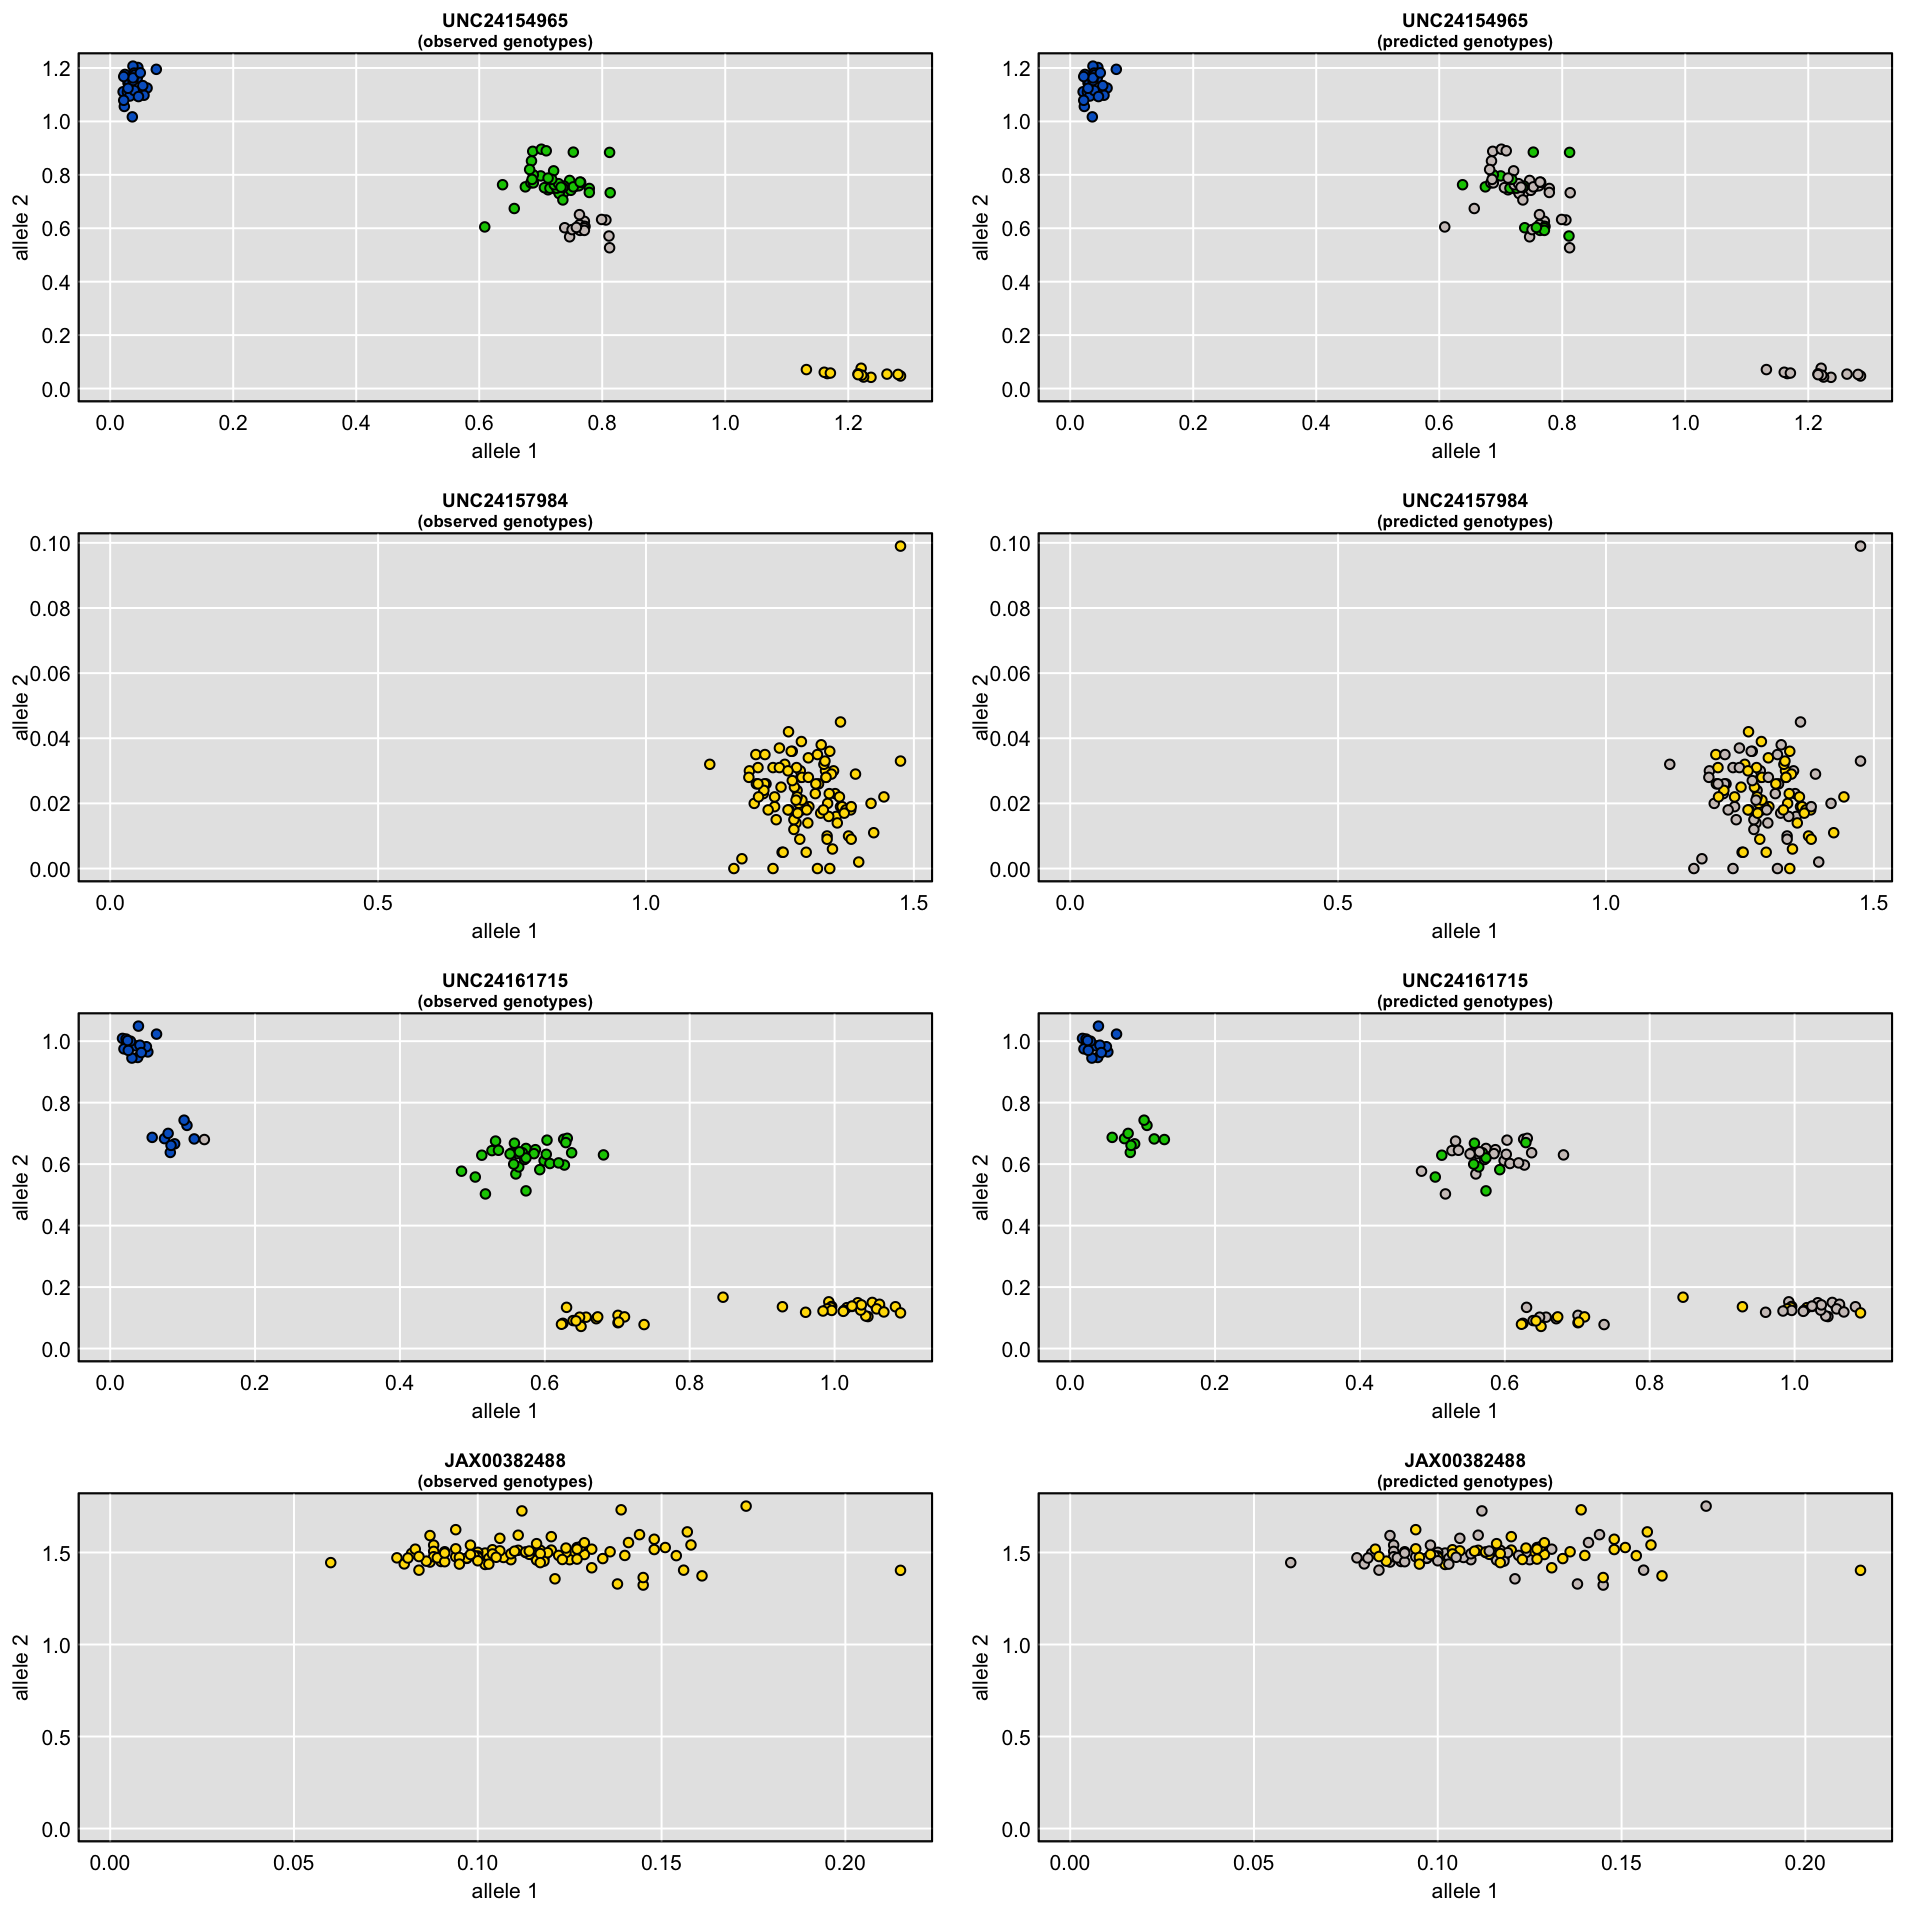 UNC24154965
(observed genotypes)
allele 2
1.2
1.0
0.8
0.6
0.4
0.2
0.0
0.0 0.2 0.4 0.6 0.8 1.0 1.2
allele 1
UNC24154965
(predicted genotypes)
allele 2
1.2
1.0
0.8
0.6
0.4
0.2
0.0
0.0 0.2 0.4 0.6 0.8 1.0 1.2
allele 1
UNC24157984
(observed genotypes)
allele 2
0.10
0.08
0.06
0.04
0.02
0.00
0.0 0.5 1.0 1.5
allele 1
UNC24157984
(predicted genotypes)
allele 2
0.10
0.08
0.06
0.04
0.02
0.00
0.0 0.5 1.0 1.5
allele 1
UNC24161715
(observed genotypes)
allele 2
1.0
0.8
0.6
0.4
0.2
0.0
0.0 0.2 0.4 0.6 0.8 1.0
allele 1
UNC24161715
(predicted genotypes)
allele 2
1.0
0.8
0.6
0.4
0.2
0.0
0.0 0.2 0.4 0.6 0.8 1.0
allele 1
JAX00382488
(observed genotypes)
allele 2
1.5
1.0
0.5
0.0
0.00 0.05 0.10 0.15 0.20
allele 1
JAX00382488
(predicted genotypes)
allele 2
1.5
1.0
0.5
0.0
0.00 0.05 0.10 0.15 0.20
allele 1